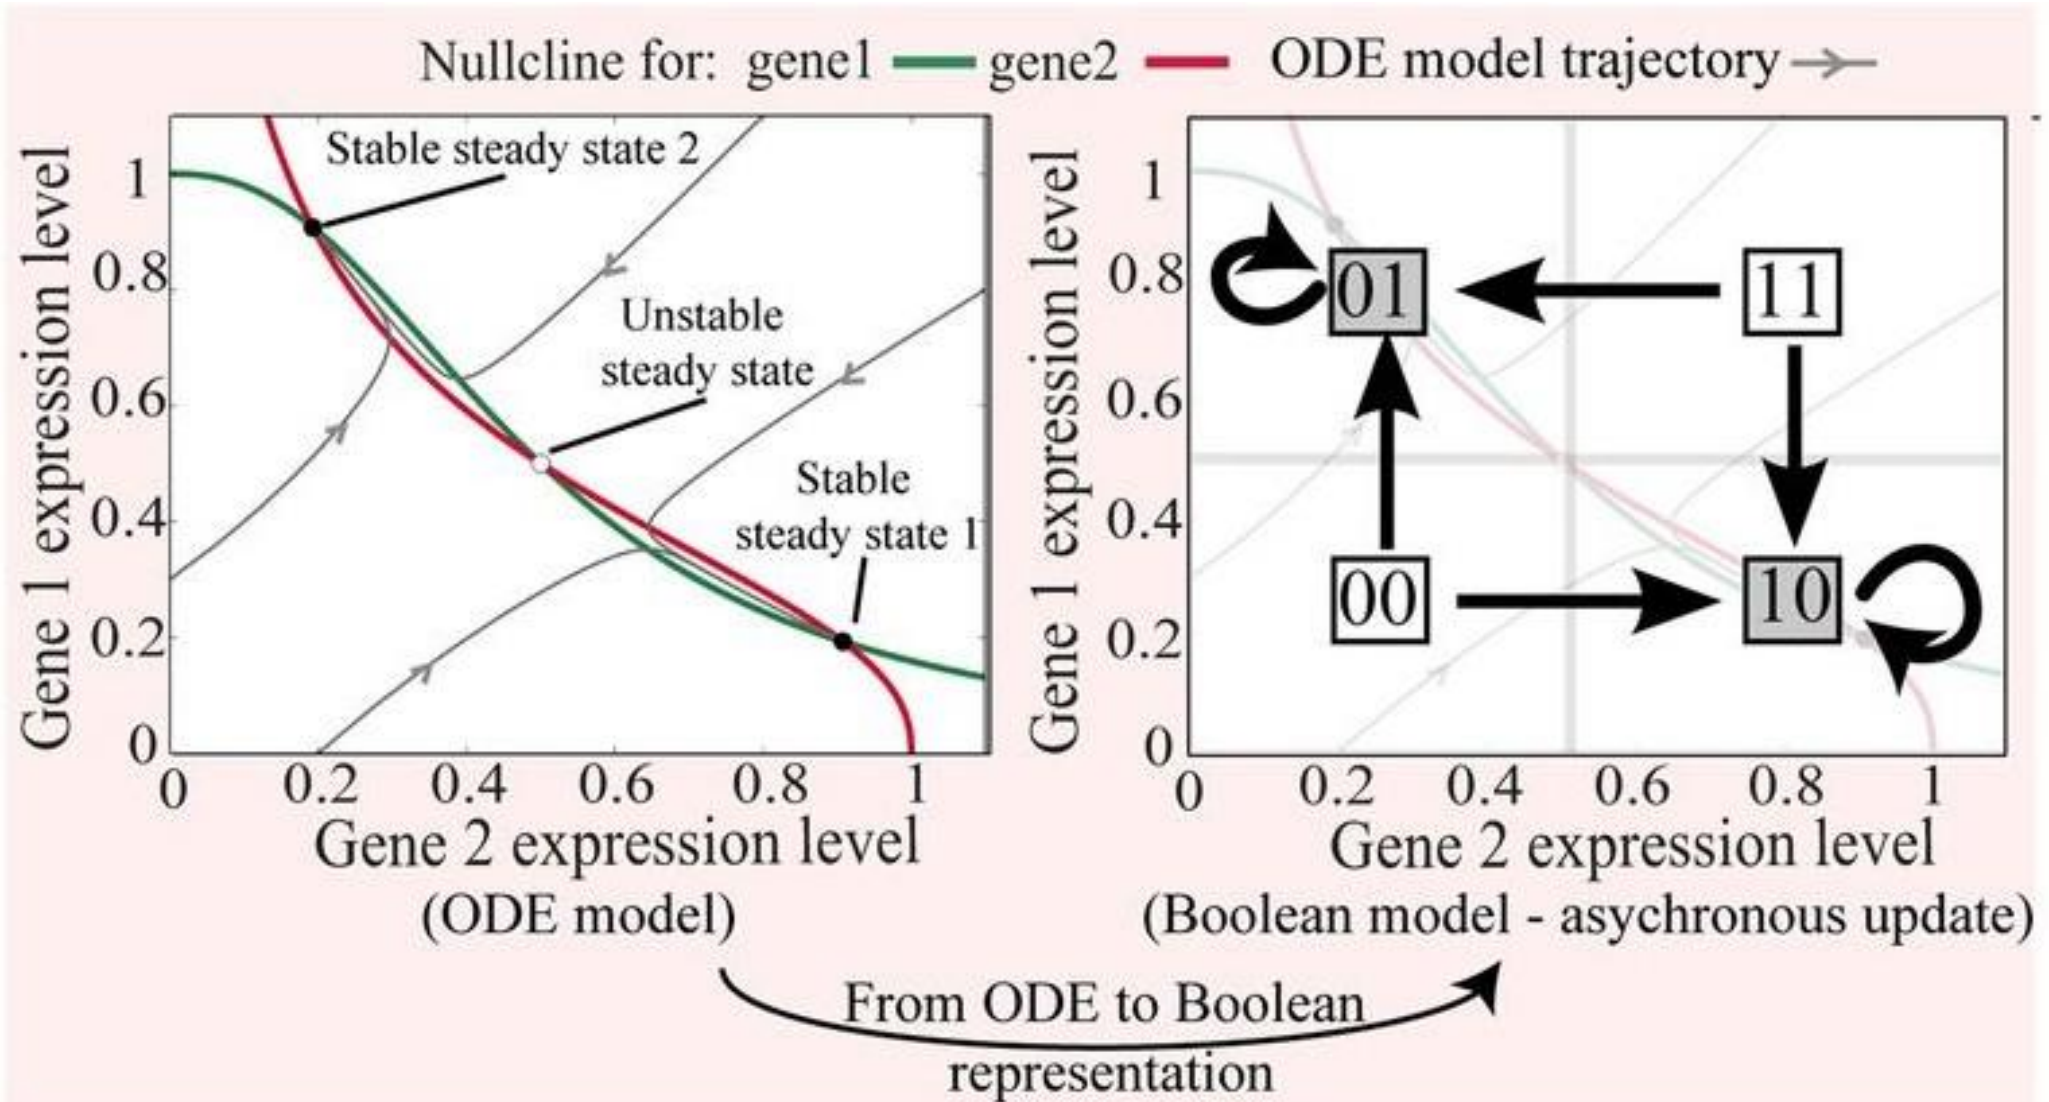 Nullcline for: gene1 gene2 ODE model trajectory
Gene 1 expression level
1
0.8
0.6
0.4
0.2
0
Stable steady state 2
Unstable
steady state
Stable
steady state 1
0 0.2 0.4 0.6 0.8 1
Gene 2 expression level
(ODE model)
Gene 1 expression level
1
0.8
0.6
0.4
0.2
0
01
11
00
10
0 0.2 0.4 0.6 0.8 1
Gene 2 expression level
(Boolean model - asychronous update)
From ODE to Boolean
representation